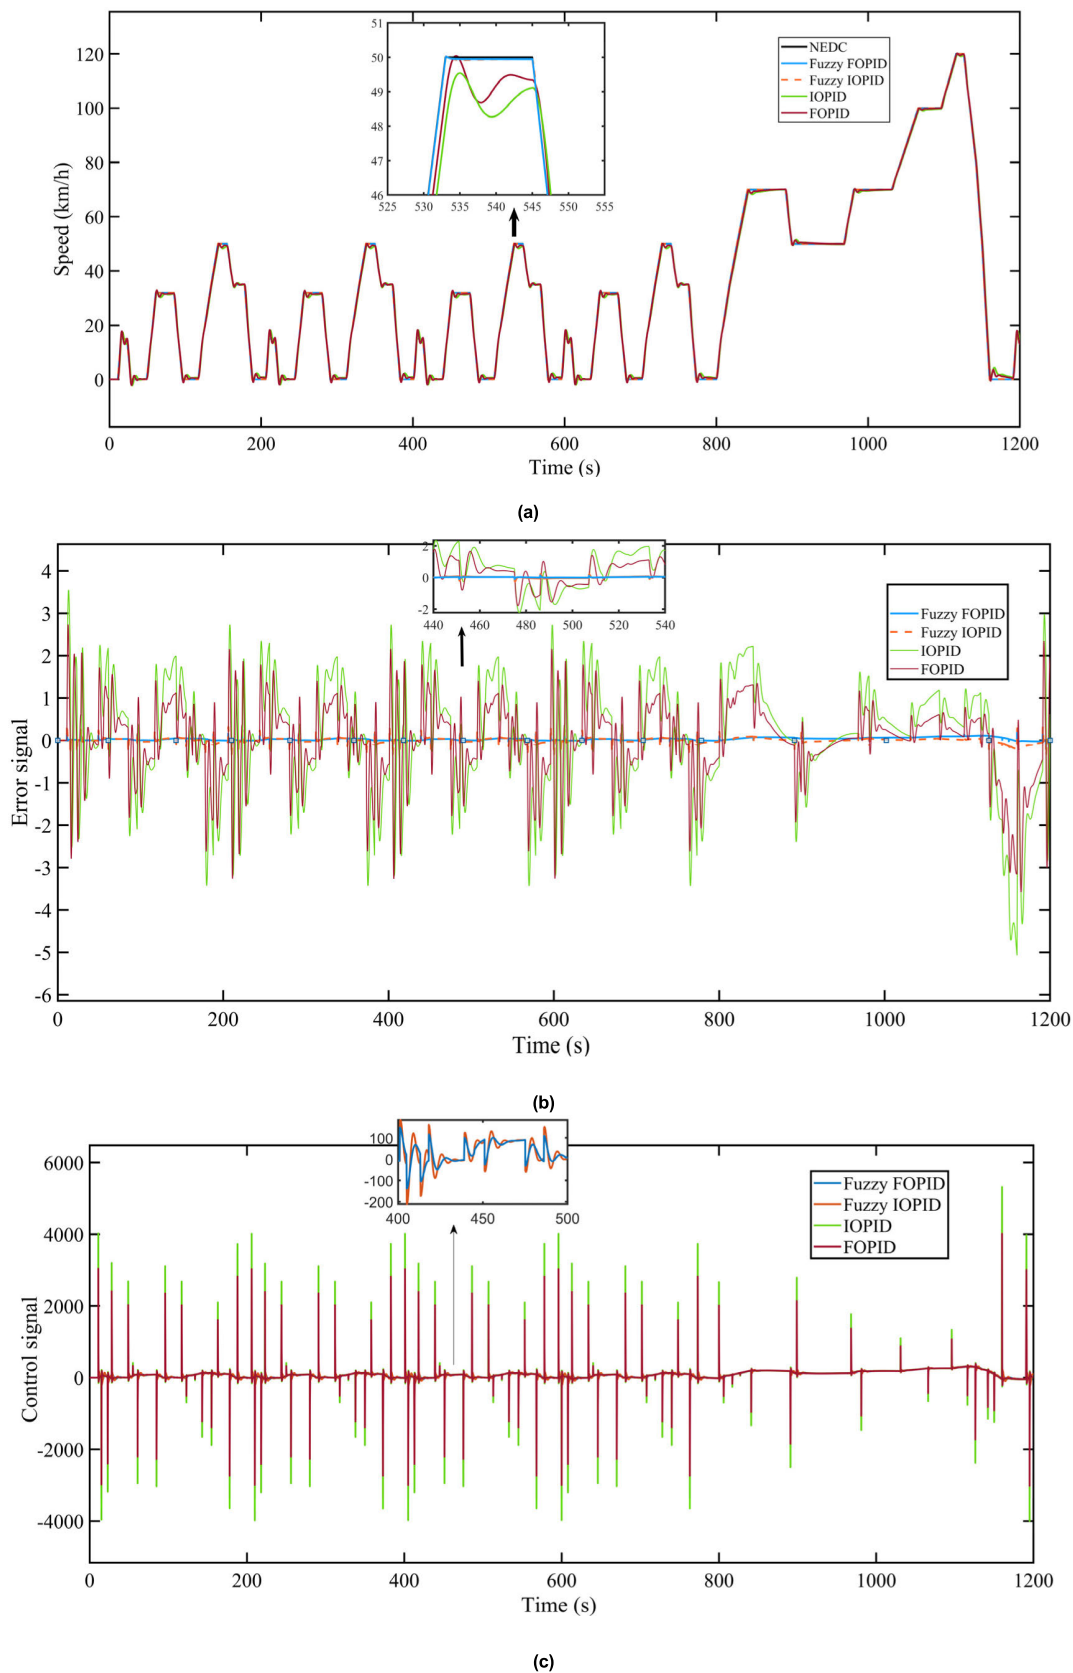 51
50
49
48
47
46
525 530 535 540 545 550 555
NEDC
Fuzzy FOPID
Fuzzy IOPID
IOPID
FOPID
120
100
80
60
40
20
0
Speed (km/h)
0 200 400 600 800 1000 1200
Time (s)
(a)
2
0
-2
440 460 480 500 520 540
Fuzzy FOPID
Fuzzy IOPID
IOPID
FOPID
4
3
2
1
0
-1
-2
-3
-4
-5
-6
Error signal
0 200 400 600 800 1000 1200
Time (s)
(b)
100
0
-100
-200
400 450 500
Fuzzy FOPID
Fuzzy IOPID
IOPID
FOPID
6000
4000
2000
0
-2000
-4000
Control signal
0 200 400 600 800 1000 1200
Time (s)
(c)